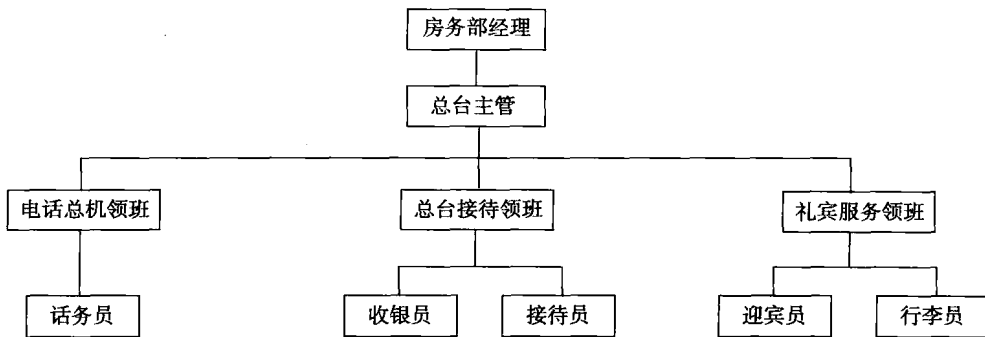 房务部经理
总台主管
电话总机领班
总台接待领班
礼宾服务领班
话务员
收银员
接待员
迎宾员
行李员